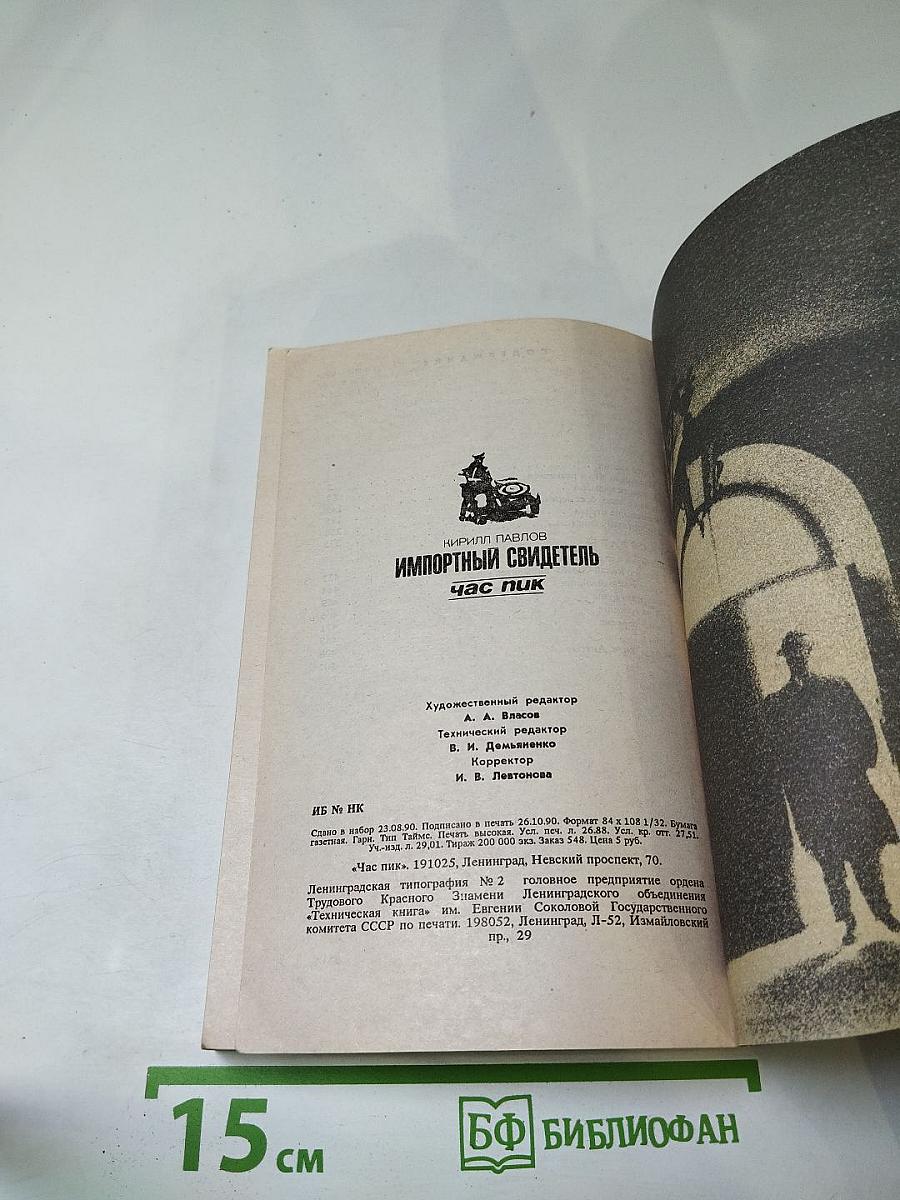 КИРИЛЛ ПАВЛОВ
ИМПОРТНЫЙ СВИДЕТЕЛЬ
час пик
Художественный редактор
А. А. Власов
Технический редактор
В. И. Демьяненко
Корректор
И. В. Левтонова
ИБ № НК
Сдано в набор 23.08.90. Подписано в печать 26.10.90. Формат 84 х 108 1/32. Бумага
газетная. Гарн. Тип Таймс. Печать высокая. Усл. печ. л. 26.88. Усл. кр. отт. 27,51.
Уч.-изд. л. 29,01. Тираж 200 000 экз. Заказ 548. Цена 5 руб.
«Час пик». 191025, Ленинград, Невский проспект, 70.
Ленинградская типография №2 головное предприятие ордена
Трудового Красного Знамени Ленинградского объединения
«Техническая книга» им. Евгении Соколовой Государственного
комитета СССР по печати. 198052, Ленинград, Л-52, Измайловский
пр., 29
15 см
БФ БИБЛИОФАН